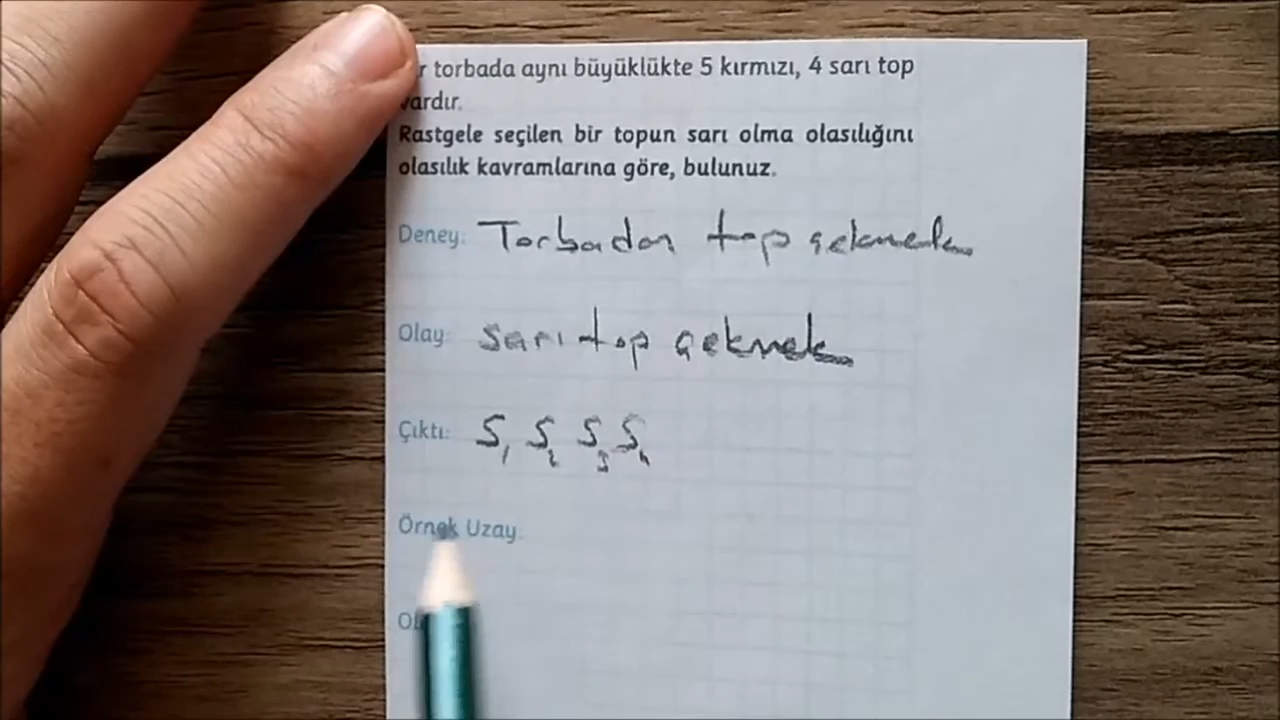 torbada aynı büyüklükte 5 kırmızı, 4 sarı top
vardır.
Rastgele seçilen bir topun sarı olma olasılığını
olasılık kavramlarına göre, bulunuz.
Deney: Torbadan top çekmek
Olay: sarı top çekmek
Çıktı: S₁ S₂ S₃ S₄
Örnek Uzay: